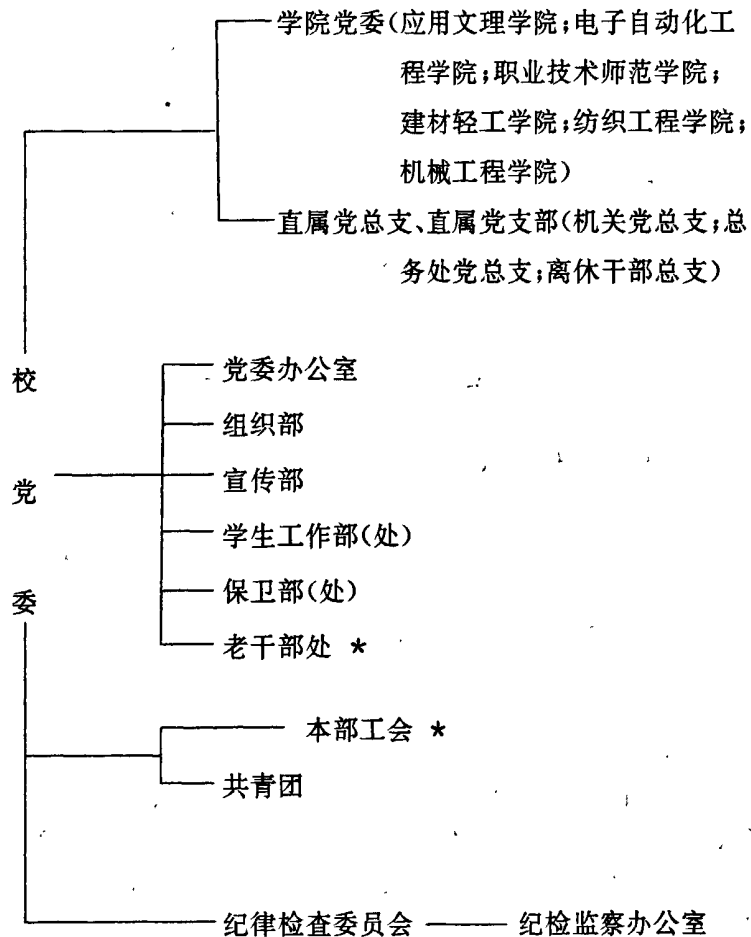 学院党委(应用文理学院;电子自动化工
程学院;职业技术师范学院;
建材轻工学院;纺织工程学院;
机械工程学院)
直属党总支、直属党支部(机关党总支;总
务处党总支;离休干部总支)
校
党
委
党委办公室
组织部
宣传部
学生工作部(处)
保卫部(处)
老干部处 *
本部工会 *
共青团
纪律检查委员会 纪检监察办公室